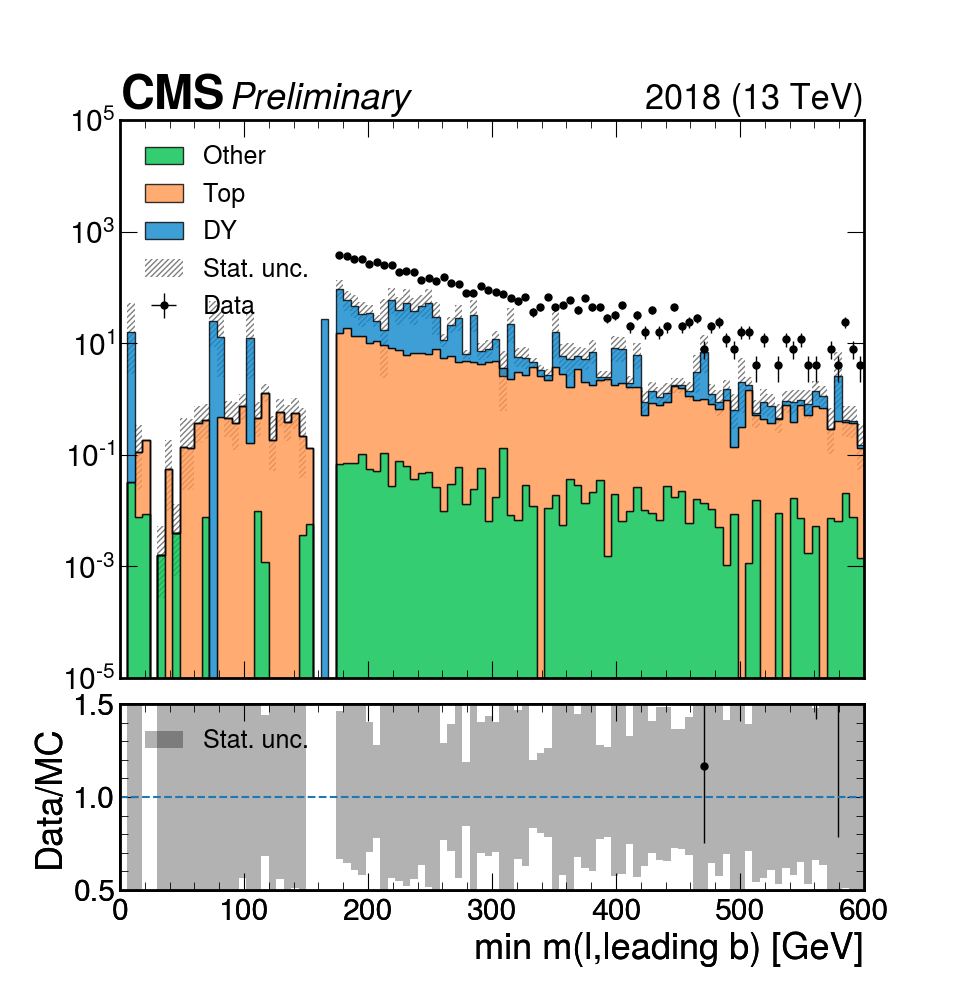 CMS Preliminary 2018 (13 TeV)
10^5
Other
Top
10^3
DY
Stat. unc.
Data
10^1
10^-1
10^-3
10^-5
1.5
Stat. unc.
Data/MC
1.0
0.5
0 100 200 300 400 500 600
min m(l,leading b) [GeV]